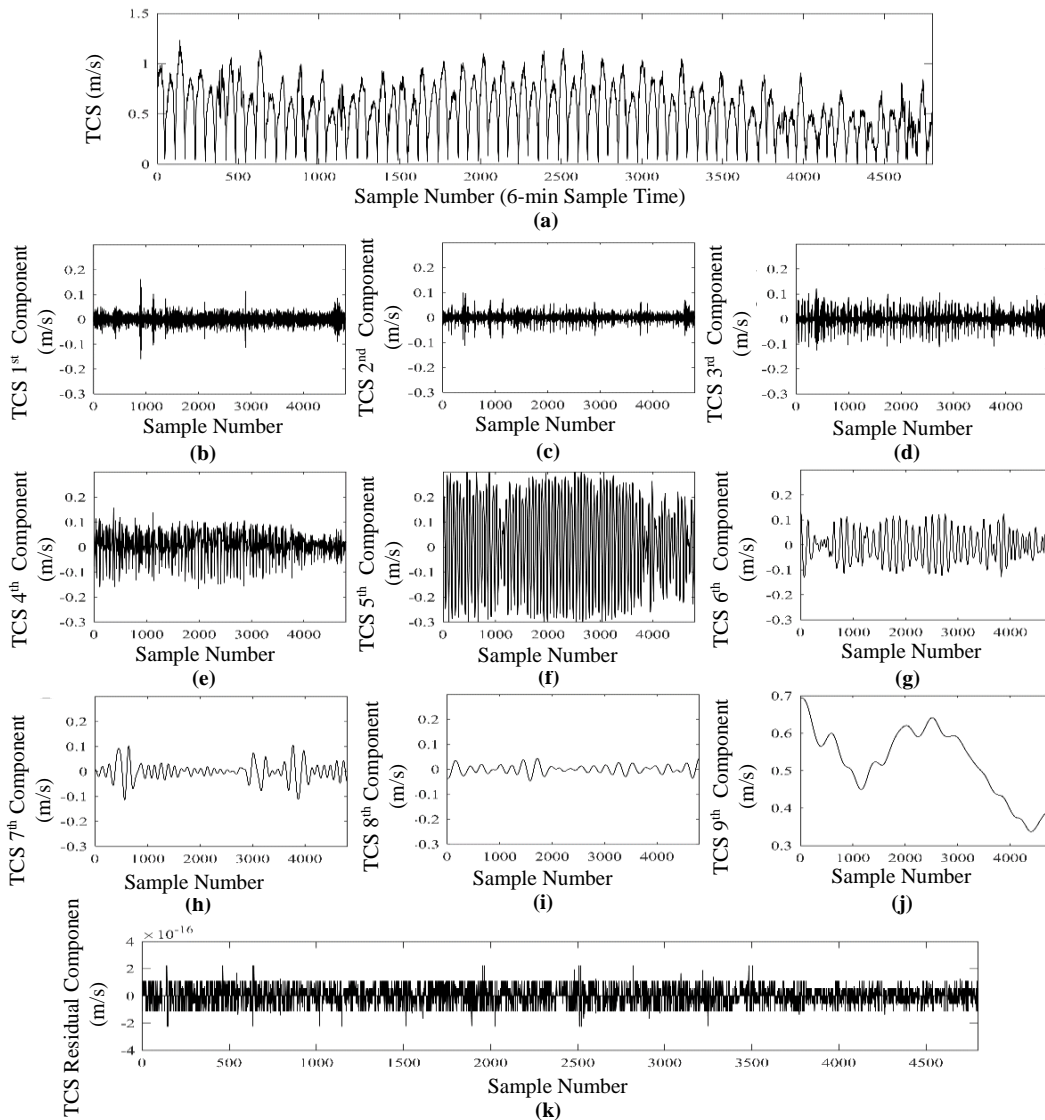 1.5
1
0.5
0
TCS (m/s)
0 500 1000 1500 2000 2500 3000 3500 4000 4500
Sample Number (6-min Sample Time)
(a)
TCS 1st Component
(m/s)
0.2
0.1
0
-0.1
-0.2
-0.3
0 1000 2000 3000 4000
Sample Number
(b)
TCS 2nd Component
(m/s)
0.2
0.1
0
-0.1
-0.2
-0.3
0 1000 2000 3000 4000
Sample Number
(c)
TCS 3rd Component
(m/s)
0.2
0.1
0
-0.1
-0.2
-0.3
0 1000 2000 3000 4000
Sample Number
(d)
TCS 4th Component
(m/s)
0.2
0.1
0
-0.1
-0.2
-0.3
0 1000 2000 3000 4000
Sample Number
(e)
TCS 5th Component
(m/s)
0.2
0.1
0
-0.1
-0.2
-0.3
0 1000 2000 3000 4000
Sample Number
(f)
TCS 6th Component
(m/s)
0.2
0.1
0
-0.1
-0.2
-0.3
0 1000 2000 3000 4000
Sample Number
(g)
TCS 7th Component
(m/s)
0.2
0.1
0
-0.1
-0.2
-0.3
0 1000 2000 3000 4000
Sample Number
(h)
TCS 8th Component
(m/s)
0.2
0.1
0
-0.1
-0.2
-0.3
0 1000 2000 3000 4000
Sample Number
(i)
TCS 9th Component
(m/s)
0.7
0.6
0.5
0.4
0.3
0 1000 2000 3000 4000
Sample Number
(j)
TCS Residual Componen
(m/s)
×10-16
4
2
0
-2
-4
0 500 1000 1500 2000 2500 3000 3500 4000 4500
Sample Number
(k)